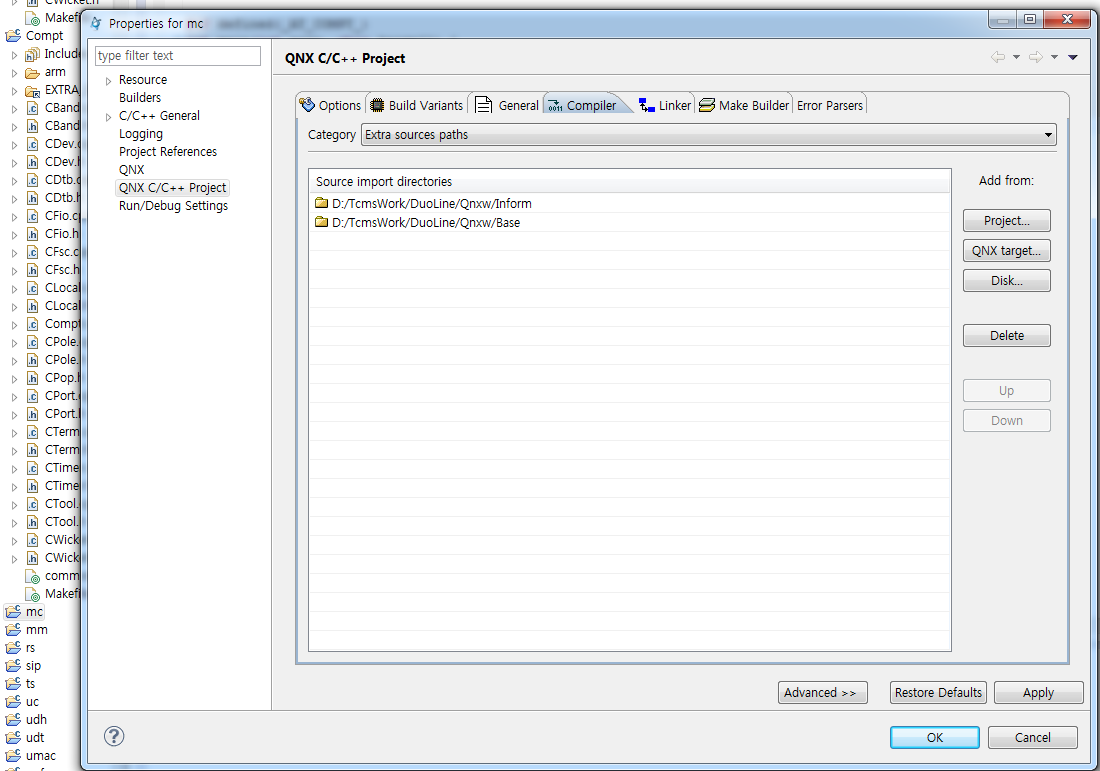 CWicket.h
Makefi
Compt
Include
arm
EXTRA_
CBand
CBand
CDev.c
CDev.h
CDtb.c
CDtb.h
CFio.cp
CFio.h
CFsc.c
CFsc.h
CLocal
CLocal
Compt
CPole.
CPole.
CPop.h
CPort.c
CPort.h
CTerm
CTerm
CTime
CTime
CTool.
CTool.
CWick
CWick
comm
Makefi
mc
mm
rs
sip
ts
uc
udh
udt
umac
Properties for mc
type filter text
Resource
Builders
C/C++ General
Logging
Project References
QNX
QNX C/C++ Project
Run/Debug Settings
QNX C/C++ Project
Options Build Variants General Compiler Linker Make Builder Error Parsers
Category Extra sources paths
Source import directories
D:/TcmsWork/DuoLine/Qnxw/Inform
D:/TcmsWork/DuoLine/Qnxw/Base
Add from:
Project...
QNX target...
Disk...
Delete
Up
Down
Advanced >> Restore Defaults Apply
OK Cancel